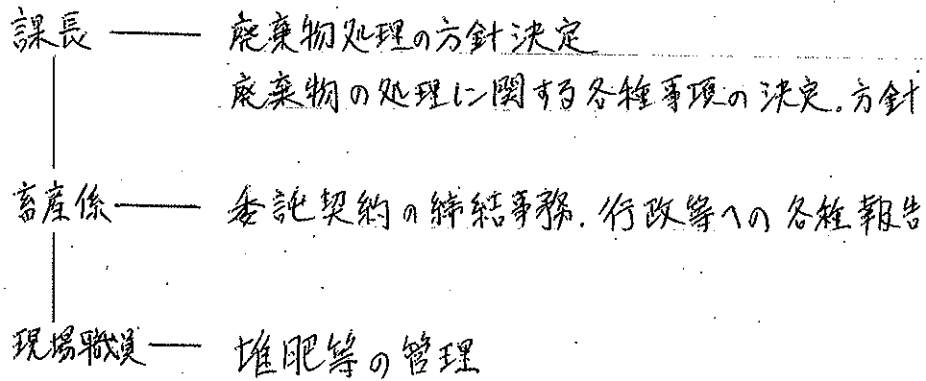 課長 廃棄物処理の方針決定
廃棄物の処理に関する各種事項の決定.方針
畜産係 委託契約の締結事務.行政等への各種報告
現場職員 堆肥等の管理